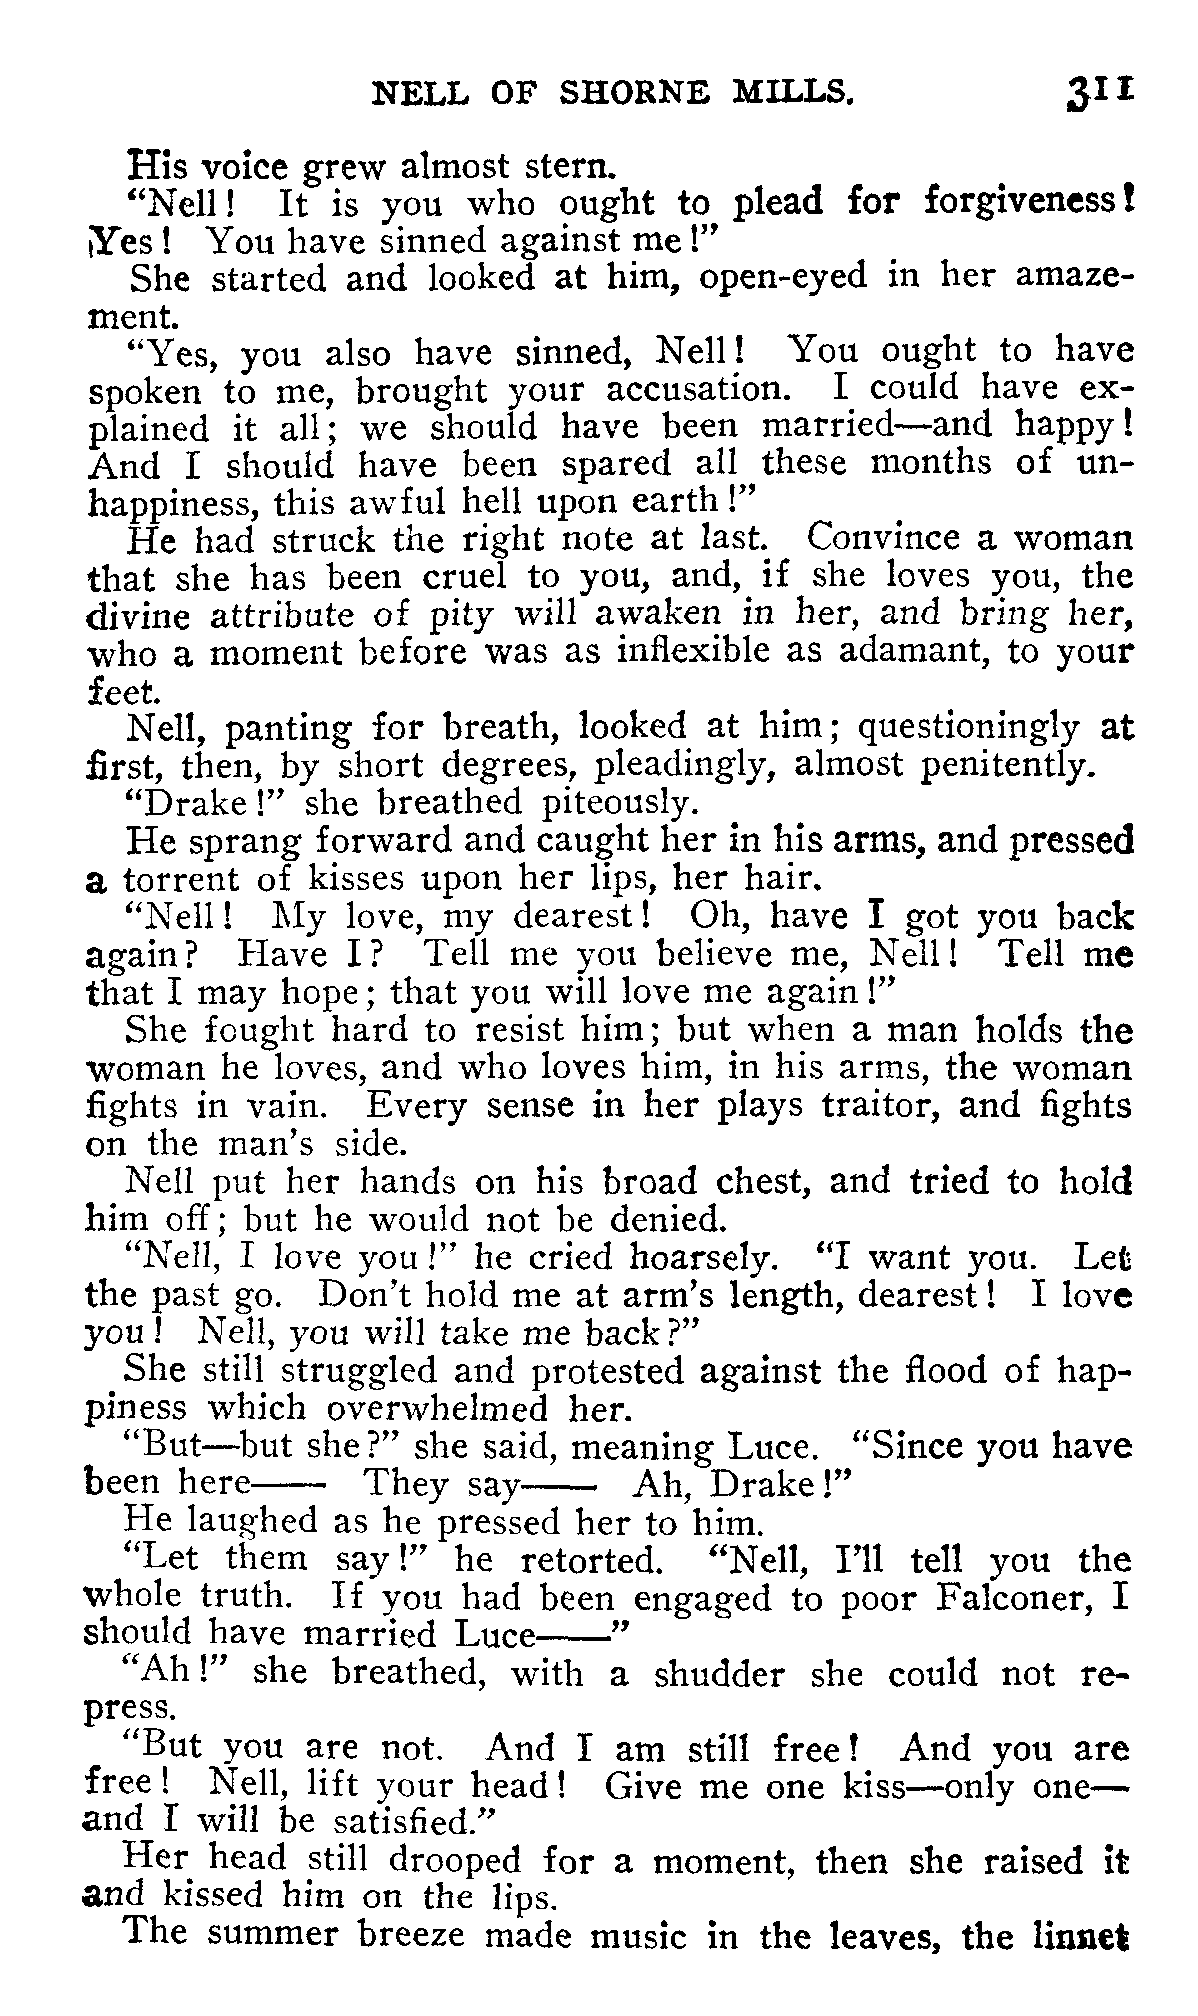 NELL OF SHORNE MILLS. 311
His voice grew almost stern.
"Nell! It is you who ought to plead for forgiveness!
Yes! You have sinned against me!"
She started and looked at him, open-eyed in her amaze-
ment.
"Yes, you also have sinned, Nell! You ought to have
spoken to me, brought your accusation. I could have ex-
plained it all; we should have been married—and happy!
And I should have been spared all these months of un-
happiness, this awful hell upon earth!"
He had struck the right note at last. Convince a woman
that she has been cruel to you, and, if she loves you, the
divine attribute of pity will awaken in her, and bring her,
who a moment before was as inflexible as adamant, to your
feet.
Nell, panting for breath, looked at him; questioningly at
first, then, by short degrees, pleadingly, almost penitently.
"Drake!" she breathed piteously.
He sprang forward and caught her in his arms, and pressed
a torrent of kisses upon her lips, her hair.
"Nell! My love, my dearest! Oh, have I got you back
again? Have I? Tell me you believe me, Nell! Tell me
that I may hope; that you will love me again!"
She fought hard to resist him; but when a man holds the
woman he loves, and who loves him, in his arms, the woman
fights in vain. Every sense in her plays traitor, and fights
on the man's side.
Nell put her hands on his broad chest, and tried to hold
him off; but he would not be denied.
"Nell, I love you!" he cried hoarsely. "I want you. Let
the past go. Don't hold me at arm's length, dearest! I love
you! Nell, you will take me back?"
She still struggled and protested against the flood of hap-
piness which overwhelmed her.
"But—but she?" she said, meaning Luce. "Since you have
been here—— They say—— Ah, Drake!"
He laughed as he pressed her to him.
"Let them say!" he retorted. "Nell, I'll tell you the
whole truth. If you had been engaged to poor Falconer, I
should have married Luce——"
"Ah!" she breathed, with a shudder she could not re-
press.
"But you are not. And I am still free! And you are
free! Nell, lift your head! Give me one kiss—only one—
and I will be satisfied."
Her head still drooped for a moment, then she raised it
and kissed him on the lips.
The summer breeze made music in the leaves, the linnet